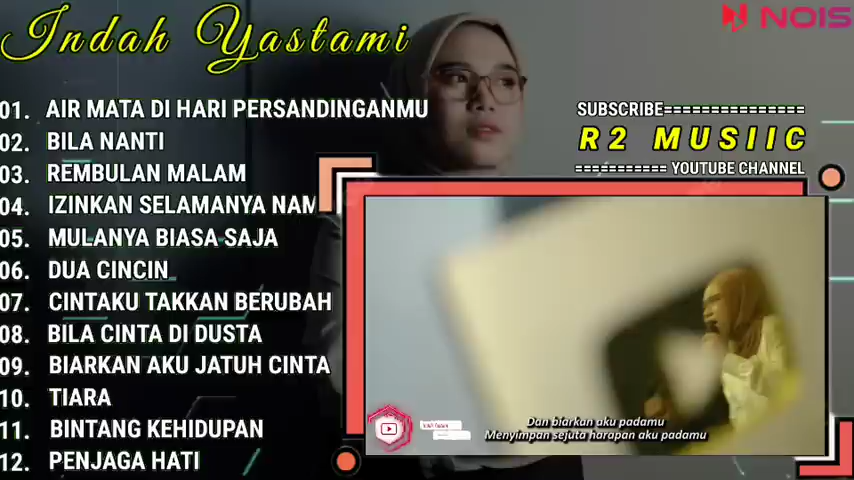 Indah Yastami
NOIS
01. AIR MATA DI HARI PERSANDINGANMU
02. BILA NANTI
03. REMBULAN MALAM
04. IZINKAN SELAMANYA NAM
05. MULANYA BIASA SAJA
06. DUA CINCIN
07. CINTAKU TAKKAN BERUBAH
08. BILA CINTA DI DUSTA
09. BIARKAN AKU JATUH CINTA
10. TIARA
11. BINTANG KEHIDUPAN
12. PENJAGA HATI
SUBSCRIBE===============
R2 MUSIIC
=========== YOUTUBE CHANNEL
Dan biarkan aku padamu
Menyimpan sejuta harapan aku padamu